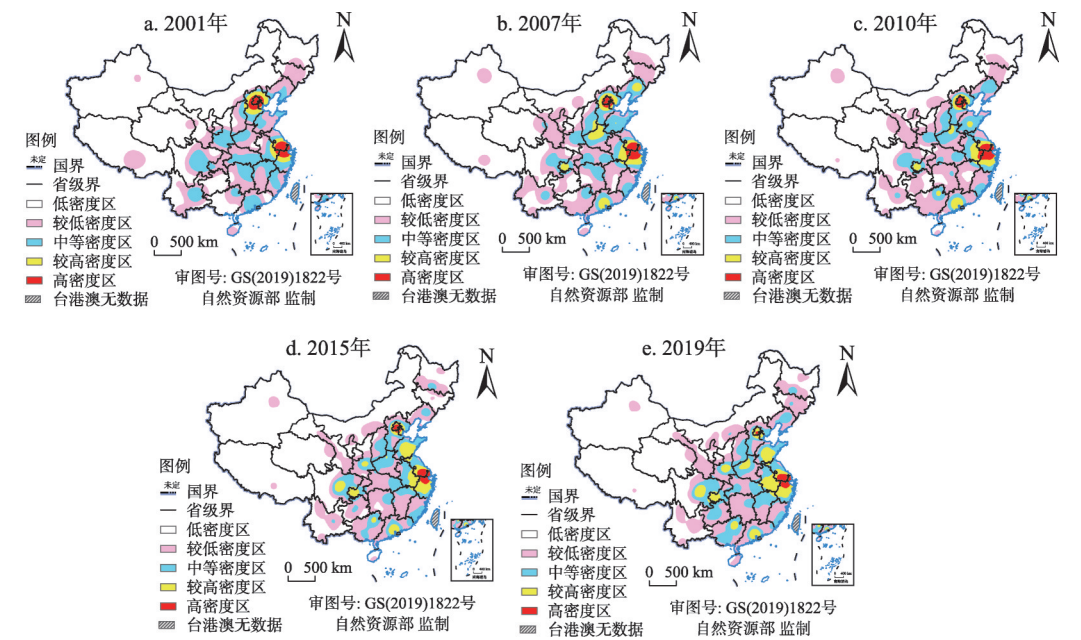 a. 2001年
N
图例
未定
国界
省级界
低密度区
较低密度区
中等密度区
较高密度区
高密度区
台港澳无数据
0 500 km
审图号: GS(2019)1822号
自然资源部 监制
b. 2007年
N
图例
未定
国界
省级界
低密度区
较低密度区
中等密度区
较高密度区
高密度区
台港澳无数据
0 500 km
审图号: GS(2019)1822号
自然资源部 监制
c. 2010年
N
图例
未定
国界
省级界
低密度区
较低密度区
中等密度区
较高密度区
高密度区
台港澳无数据
0 500 km
审图号: GS(2019)1822号
自然资源部 监制
d. 2015年
N
图例
未定
国界
省级界
低密度区
较低密度区
中等密度区
较高密度区
高密度区
台港澳无数据
0 500 km
审图号: GS(2019)1822号
自然资源部 监制
e. 2019年
N
图例
未定
国界
省级界
低密度区
较低密度区
中等密度区
较高密度区
高密度区
台港澳无数据
0 500 km
审图号: GS(2019)1822号
自然资源部 监制